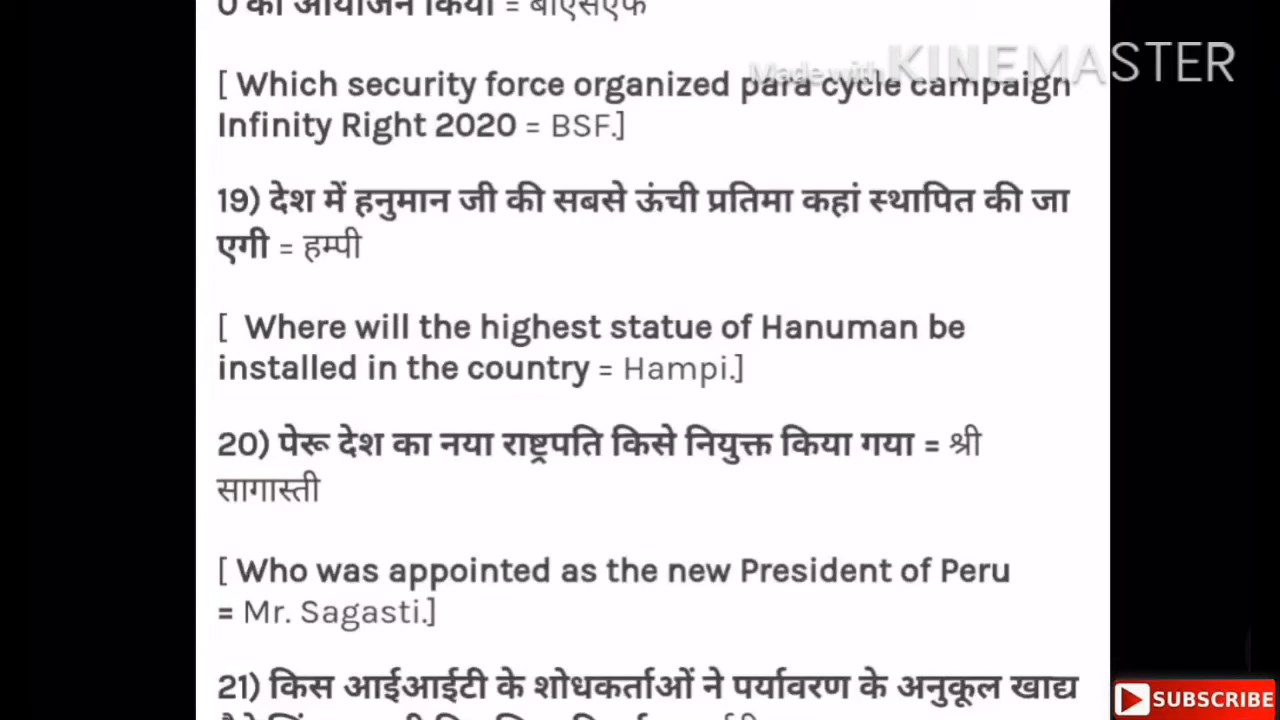 0 का आयोजन किया = बीएसएफ
Made with KINEMASTER
[ Which security force organized para cycle campaign
Infinity Right 2020 = BSF.]
19) देश में हनुमान जी की सबसे ऊंची प्रतिमा कहां स्थापित की जा
एगी = हम्पी
[ Where will the highest statue of Hanuman be
installed in the country = Hampi.]
20) पेरू देश का नया राष्ट्रपति किसे नियुक्त किया गया = श्री
सागास्ती
[ Who was appointed as the new President of Peru
= Mr. Sagasti.]
21) किस आईआईटी के शोधकर्ताओं ने पर्यावरण के अनुकूल खाद्य
SUBSCRIBE